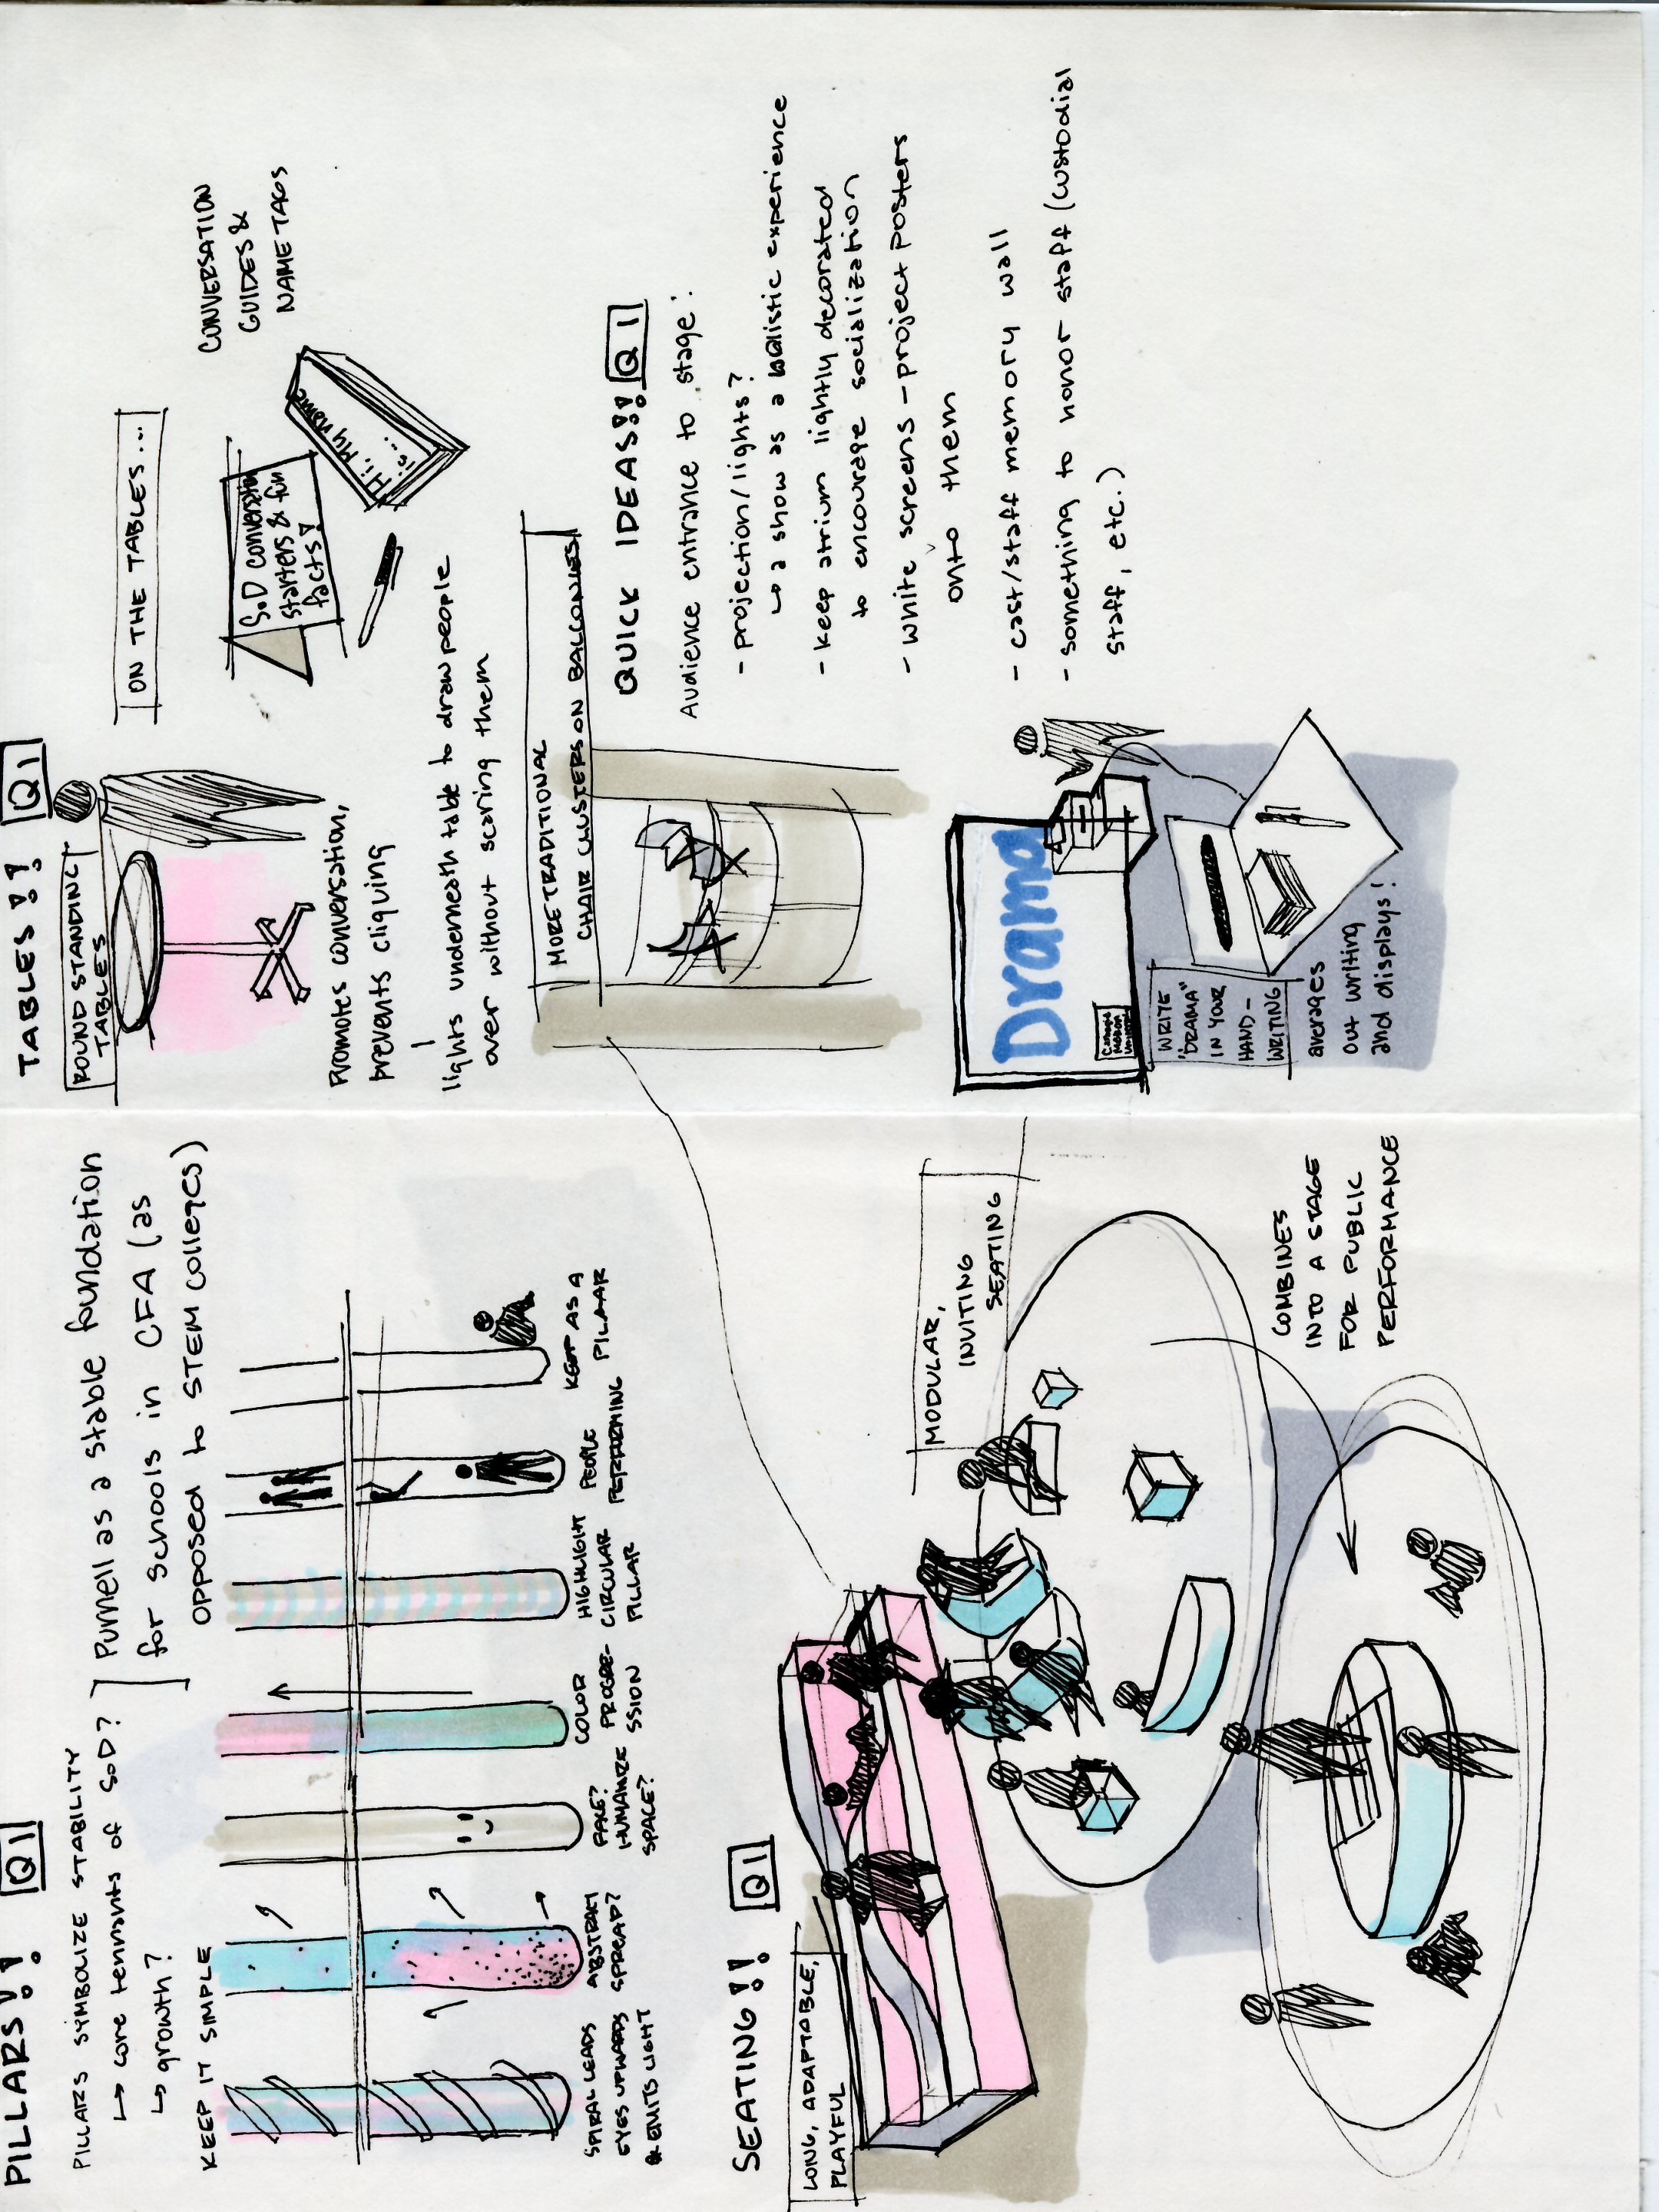 PILLARS!! Q1
PILLARS SYMBOLIZE STABILITY
↳ core tennants of SoD?
↳ growth?
Purnell as a stable foundation
for schools in CFA (as
opposed to STEM colleges)
KEEP IT SIMPLE
SPIRAL LEADS
EYES UPWARDS
& EMITS LIGHT
ABSTRACT
SPREAD?
FACE?
HUMANIZE
SPACE?
COLOR
PROGRE-
SSION
HIGHLIGHT
CIRCULAR
PILLAR
PEOPLE
PERFORMING
KEEP AS A
PILAAR
SEATING!! Q1
LONG, ADAPTABLE,
PLAYFUL
MODULAR,
INVITING
SEATING
COMBINES
INTO A STAGE
FOR PUBLIC
PERFORMANCE
TABLES!! Q1
ROUND STANDING
TABLES
Promotes conversation,
prevents cliquing
lights underneath table to draw people
over without scaring them
ON THE TABLES...
SoD conversation
starters & fun
facts!
Hi, My name
is...
CONVERSATION
GUIDES &
NAME TAGS
MORE TRADITIONAL
CHAIR CLUSTERS ON BALCONIES
QUICK IDEAS!! Q1
Audience entrance to stage:
- projection/lights?
↳ a show as a holistic experience
- keep atrium lightly decorated
to encourage socialization
- white screens - project posters
onto them
- cast/staff memory wall
- something to honor staff (custodial
staff, etc.)
Drama
Carnegie
Mellon
University
WRITE
"DRAMA"
IN YOUR
HAND-
WRITING
averages
out writing
and displays!